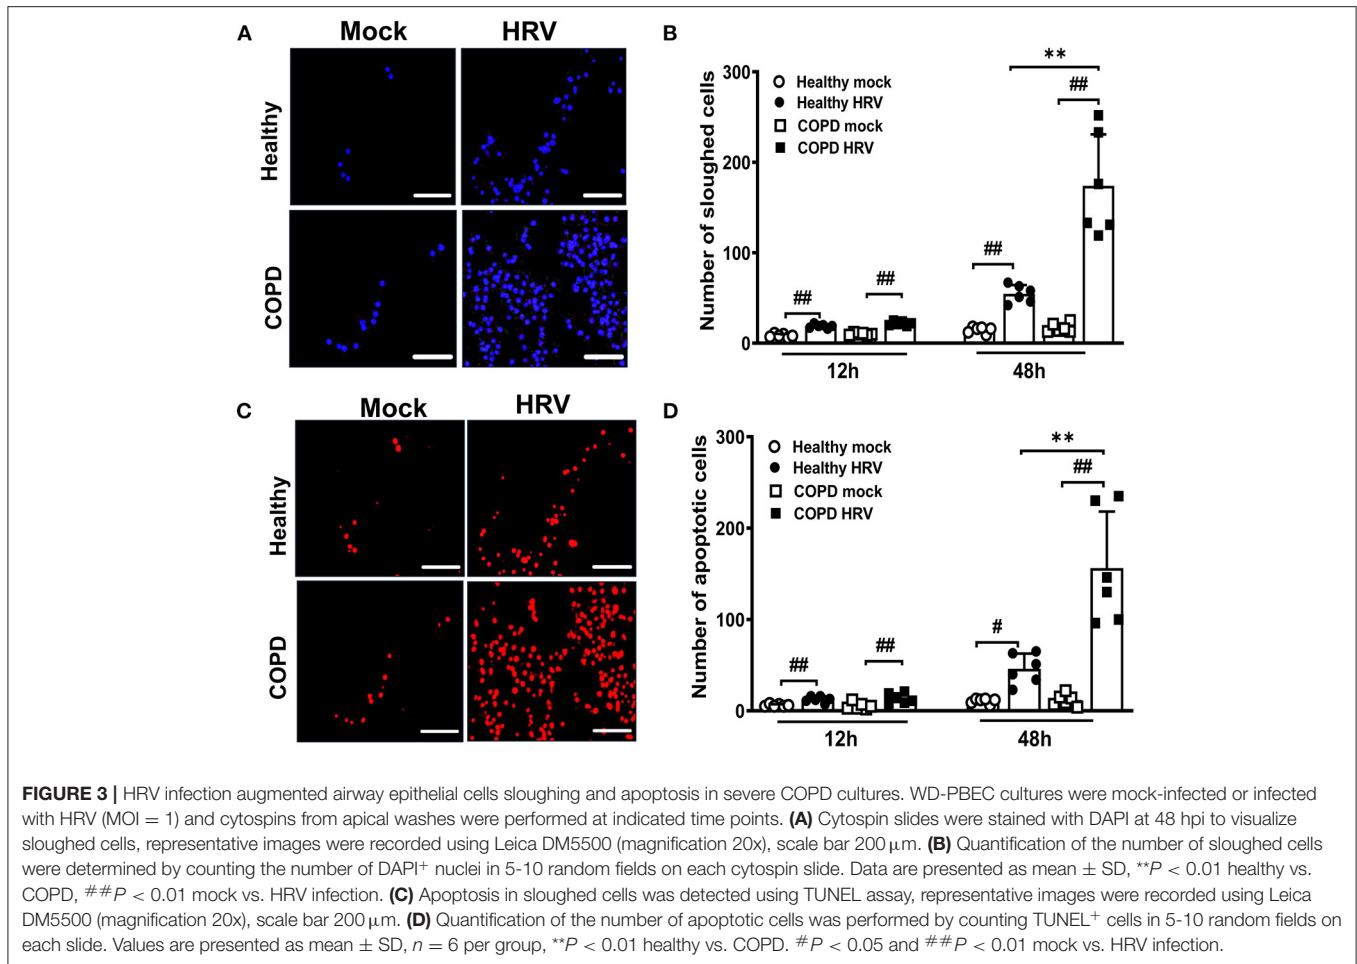 A
Mock HRV
Healthy
COPD
B
Number of sloughed cells
300
200
100
0
Healthy mock
Healthy HRV
COPD mock
COPD HRV
**
##
##
##
##
12h 48h
C
Mock HRV
Healthy
COPD
D
Number of apoptotic cells
300
200
100
0
Healthy mock
Healthy HRV
COPD mock
COPD HRV
**
##
#
##
##
12h 48h
FIGURE 3 | HRV infection augmented airway epithelial cells sloughing and apoptosis in severe COPD cultures. WD-PBEC cultures were mock-infected or infected
with HRV (MOI = 1) and cytospins from apical washes were performed at indicated time points. (A) Cytospin slides were stained with DAPI at 48 hpi to visualize
sloughed cells, representative images were recorded using Leica DM5500 (magnification 20x), scale bar 200 μm. (B) Quantification of the number of sloughed cells
were determined by counting the number of DAPI+ nuclei in 5-10 random fields on each cytospin slide. Data are presented as mean ± SD, **P < 0.01 healthy vs.
COPD, ##P < 0.01 mock vs. HRV infection. (C) Apoptosis in sloughed cells was detected using TUNEL assay, representative images were recorded using Leica
DM5500 (magnification 20x), scale bar 200 μm. (D) Quantification of the number of apoptotic cells was performed by counting TUNEL+ cells in 5-10 random fields on
each slide. Values are presented as mean ± SD, n = 6 per group, **P < 0.01 healthy vs. COPD. #P < 0.05 and ##P < 0.01 mock vs. HRV infection.